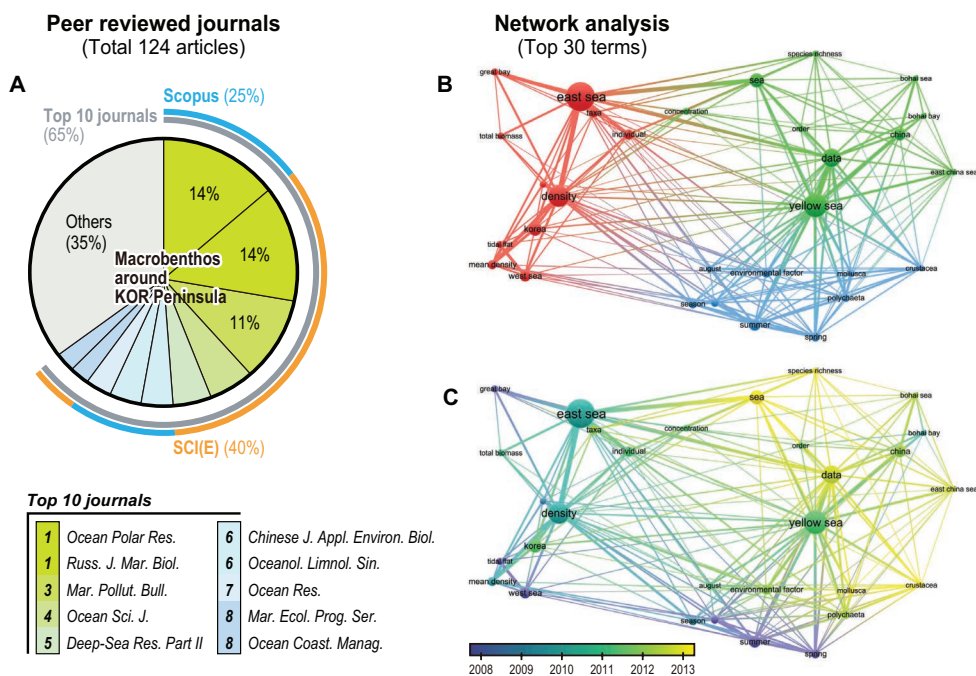 Peer reviewed journals
(Total 124 articles)
Network analysis
(Top 30 terms)
A
Scopus (25%)
Top 10 journals
(65%)
14%
14%
11%
Others
(35%)
Macrobenthos
around
KOR Peninsula
SCI(E) (40%)
Top 10 journals
1 Ocean Polar Res.
1 Russ. J. Mar. Biol.
3 Mar. Pollut. Bull.
4 Ocean Sci. J.
5 Deep-Sea Res. Part II
6 Chinese J. Appl. Environ. Biol.
6 Oceanol. Limnol. Sin.
7 Ocean Res.
8 Mar. Ecol. Prog. Ser.
8 Ocean Coast. Manag.
B
species richness
great bay
sea
bohai sea
east sea
taxa
concentration
bohai bay
total biomass
individual
order
china
data
east china sea
density
yellow sea
korea
tidal flat
mean density
west sea
august
environmental factor
mollusca
crustacea
season
polychaeta
summer
spring
C
species richness
great bay
sea
bohai sea
east sea
taxa
concentration
bohai bay
total biomass
individual
order
china
data
east china sea
density
yellow sea
korea
tidal flat
mean density
west sea
august
environmental factor
mollusca
crustacea
season
polychaeta
summer
spring
2008 2009 2010 2011 2012 2013